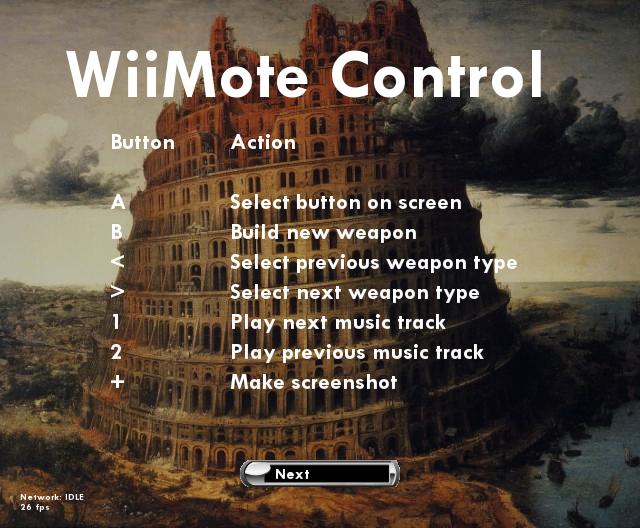 WiiMote Control
Button Action
A Select button on screen
B Build new weapon
< Select previous weapon type
> Select next weapon type
1 Play next music track
2 Play previous music track
+ Make screenshot
Next
Network: IDLE
26 fps